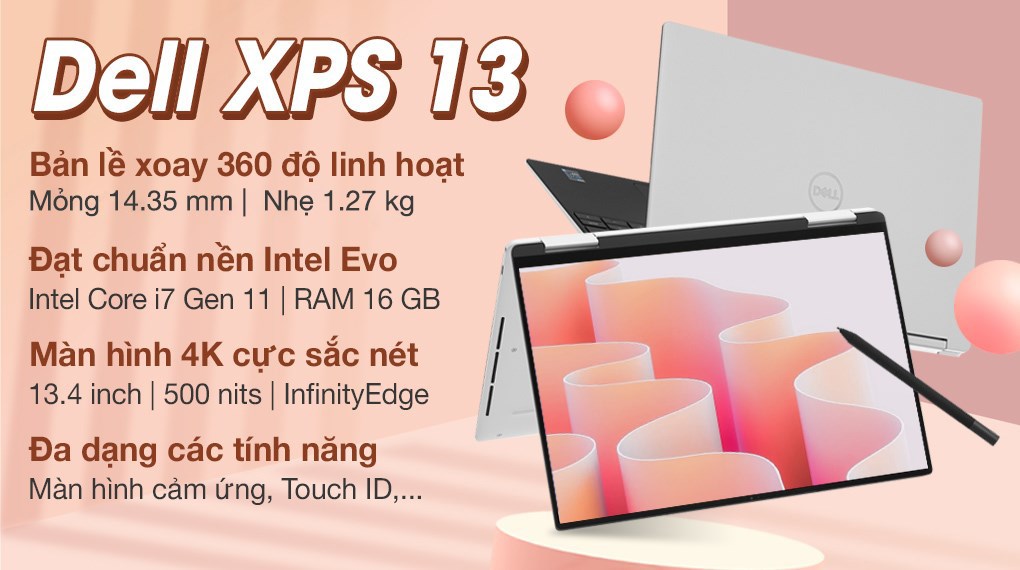 Dell XPS 13
Bản lề xoay 360 độ linh hoạt
Mỏng 14.35 mm | Nhẹ 1.27 kg
Đạt chuẩn nền Intel Evo
Intel Core i7 Gen 11 | RAM 16 GB
Màn hình 4K cực sắc nét
13.4 inch | 500 nits | InfinityEdge
Đa dạng các tính năng
Màn hình cảm ứng, Touch ID,...
DELL